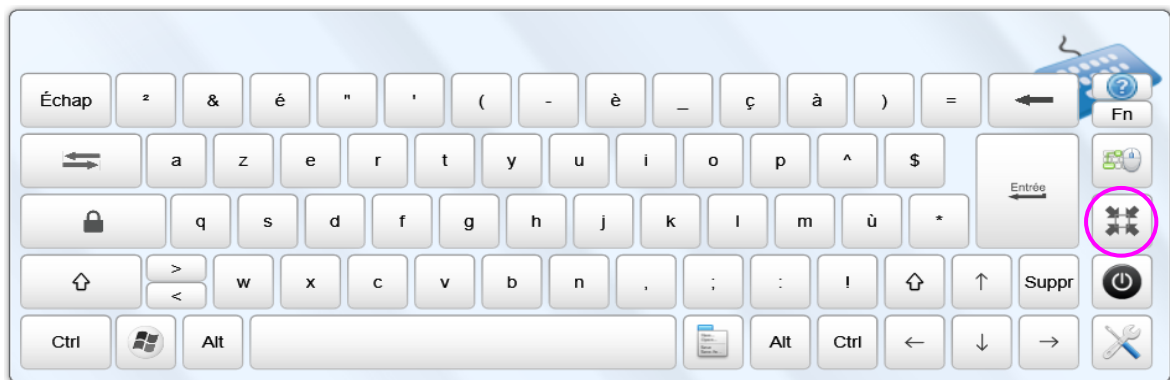 Échap ² & é " ' ( - è _ ç à ) = Fn
a z e r t y u i o p ^ $ Entrée
q s d f g h j k l m ù *
> < w x c v b n , ; : ! Suppr
Ctrl Alt Alt Ctrl